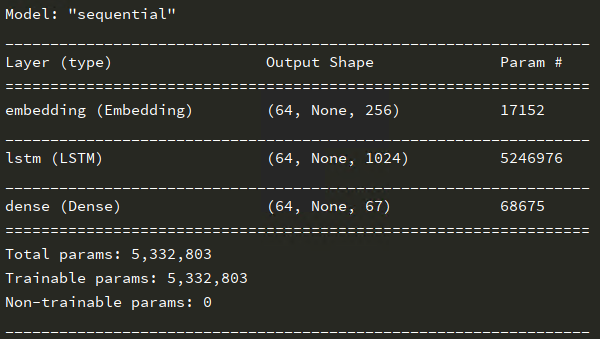 Model: "sequential"
_________________________________________________________________
Layer (type)                 Output Shape              Param #
=================================================================
embedding (Embedding)        (64, None, 256)           17152
_________________________________________________________________
lstm (LSTM)                  (64, None, 1024)          5246976
_________________________________________________________________
dense (Dense)                (64, None, 67)            68675
=================================================================
Total params: 5,332,803
Trainable params: 5,332,803
Non-trainable params: 0
_________________________________________________________________